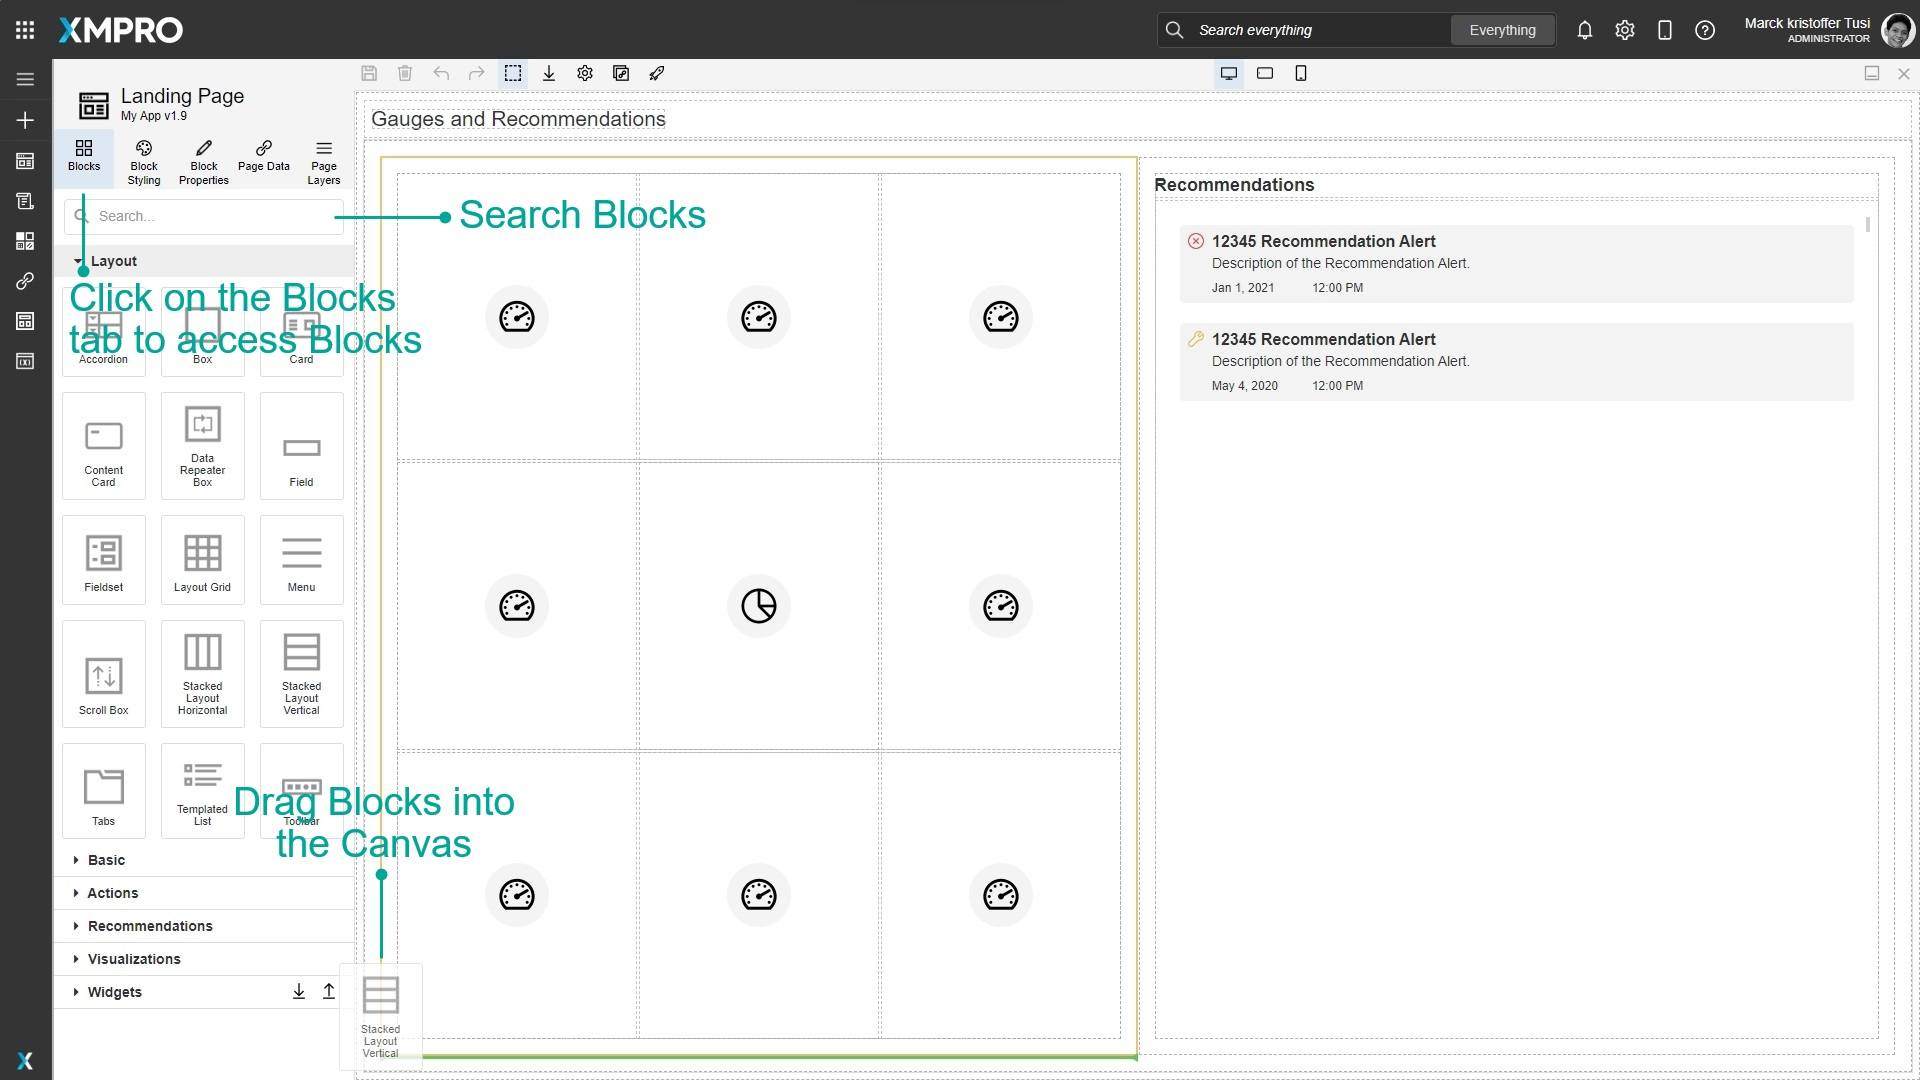 XMPRO
Search everything
Everything
Marck kristoffer Tusi
ADMINISTRATOR
Landing Page
My App v1.9
Blocks
Block
Styling
Block
Properties
Page Data
Page
Layers
Search...
Search Blocks
Layout
Click on the Blocks
tab to access Blocks
Accordion
Box
Card
Content
Card
Data
Repeater
Box
Field
Fieldset
Layout Grid
Menu
Scroll Box
Stacked
Layout
Horizontal
Stacked
Layout
Vertical
Tabs
Templated
List
Toolbar
Drag Blocks into
the Canvas
Basic
Actions
Recommendations
Visualizations
Widgets
Stacked
Layout
Vertical
Gauges and Recommendations
Recommendations
12345 Recommendation Alert
Description of the Recommendation Alert.
Jan 1, 2021 12:00 PM
12345 Recommendation Alert
Description of the Recommendation Alert.
May 4, 2020 12:00 PM